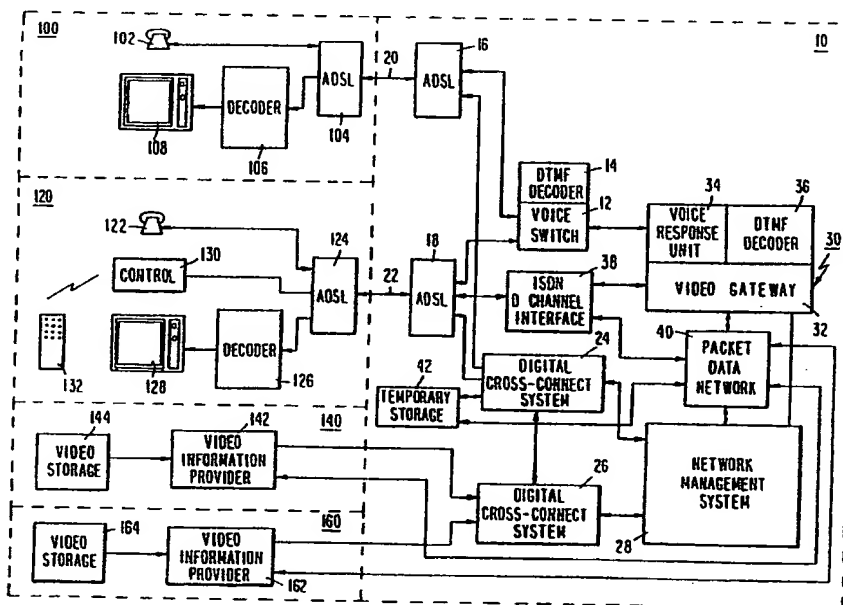 100
102
ADSL
104
DECODER
106
108
20
16
ADSL
10
120
122
CONTROL
130
132
124
ADSL
22
18
ADSL
128
DECODER
126
14
DTMF
DECODER
VOICE
SWITCH
12
34
VOICE
RESPONSE
UNIT
36
DTMF
DECODER
30
VIDEO GATEWAY
32
38
ISDN
D CHANNEL
INTERFACE
40
PACKET
DATA
NETWORK
24
DIGITAL
CROSS-CONNECT
SYSTEM
42
TEMPORARY
STORAGE
140
144
VIDEO
STORAGE
142
VIDEO
INFORMATION
PROVIDER
26
DIGITAL
CROSS-CONNECT
SYSTEM
NETWORK
MANAGEMENT
SYSTEM
28
160
164
VIDEO
STORAGE
VIDEO
INFORMATION
PROVIDER
162